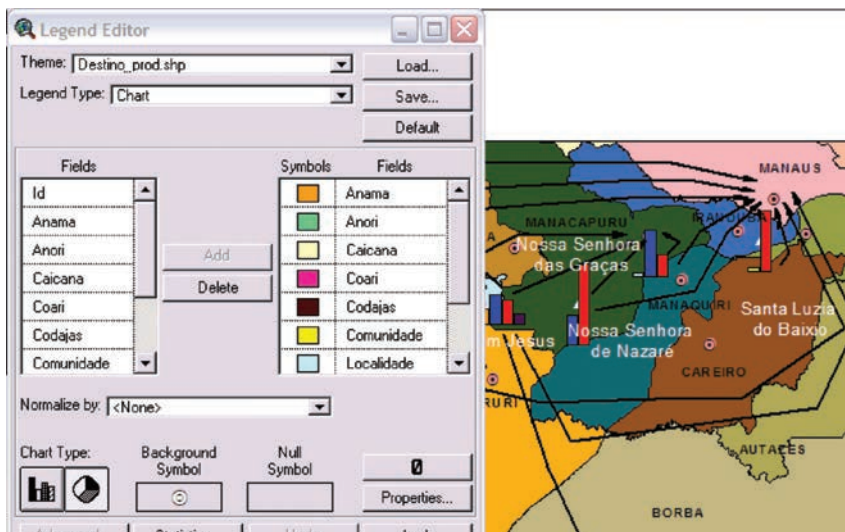 Legend Editor
Theme: Destino_prod.shp
Load...
Legend Type: Chart
Save...
Default
Fields
Id
Anama
Anori
Caicana
Coari
Codajas
Comunidade
Add
Delete
Symbols Fields
Anama
Anori
Caicana
Coari
Codajas
Comunidade
Localidade
Normalize by: <None>
Chart Type:
Background
Symbol
Null
Symbol
Properties...
MANAUS
MANACAPURU
IRANDUBA
Nossa Senhora
das Graças
MANAQUIRI
Santa Luzia
do Baixio
m Jesus
Nossa Senhora
de Nazaré
CAREIRO
RURI
AUTAZES
BORBA